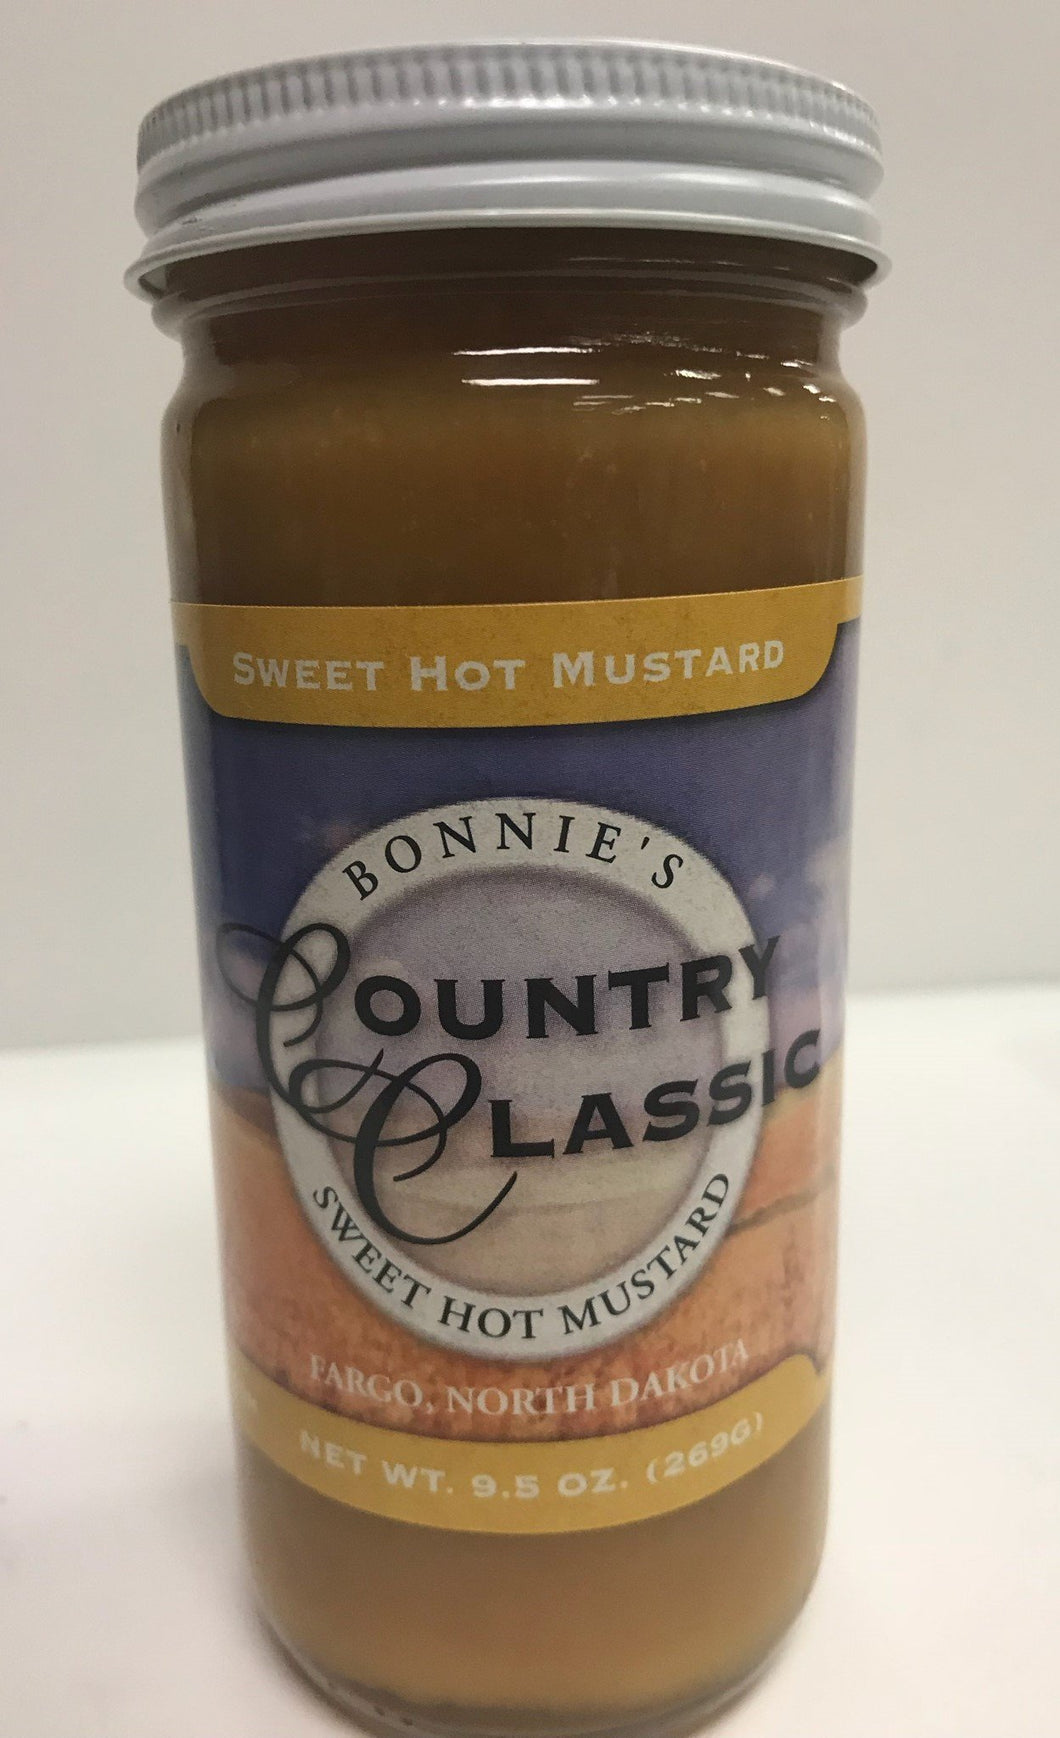 SWEET HOT MUSTARD
BONNIE'S
COUNTRY
CLASSIC
SWEET HOT MUSTARD
FARGO, NORTH DAKOTA
NET WT. 9.5 OZ. (269G)